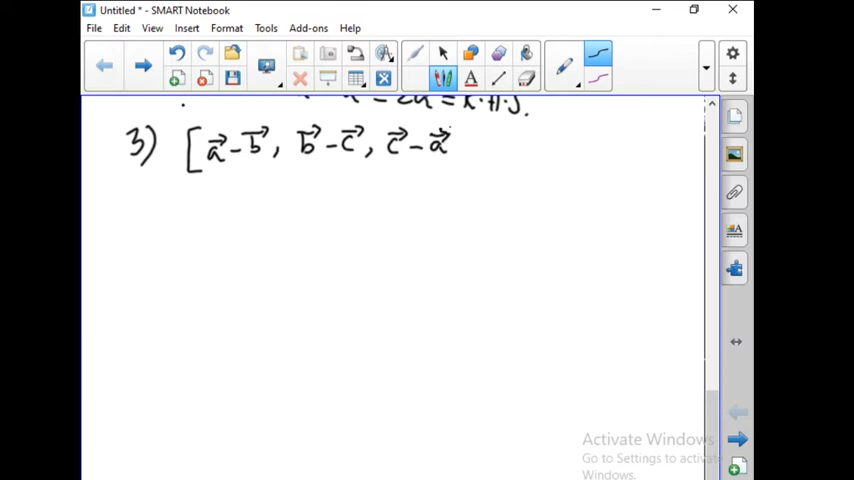 Untitled * - SMART Notebook
File Edit View Insert Format Tools Add-ons Help
= 2a = R.H.S.
3) [a⃗ - b⃗, b⃗ - c⃗, c⃗ - a⃗
Activate Windows
Go to Settings to activate
Windows.